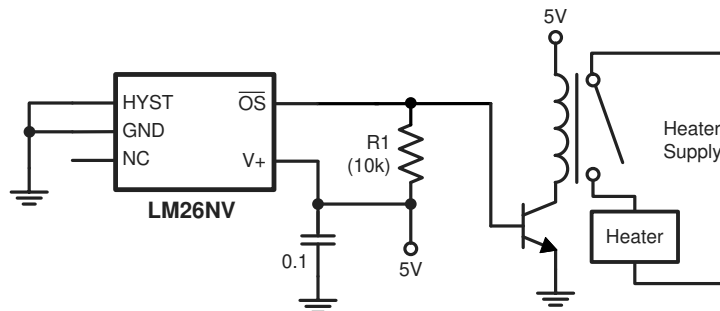 5V
HYST
OS
GND
V+
NC
LM26NV
R1
(10k)
0.1
5V
Heater
Supply
Heater